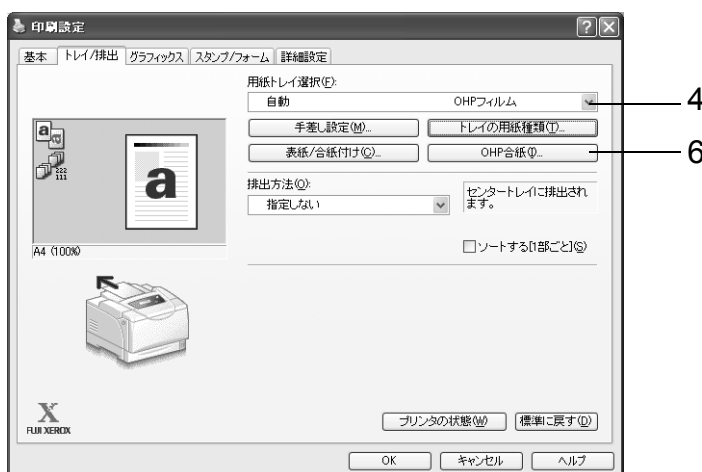 印刷設定
基本 トレイ/排出 グラフィックス スタンプ/フォーム 詳細設定
用紙トレイ選択(F):
自動 OHPフィルム
4
手差し設定(M)... トレイの用紙種類(T)...
表紙/合紙付け(C)... OHP合紙(I)...
6
排出方法(O):
指定しない
センタートレイに排出され
ます。
ソートする[1部ごと](S)
a
a
222
111
a
A4 (100%)
X
FUJI XEROX
プリンタの状態(W) 標準に戻す(D)
OK キャンセル ヘルプ